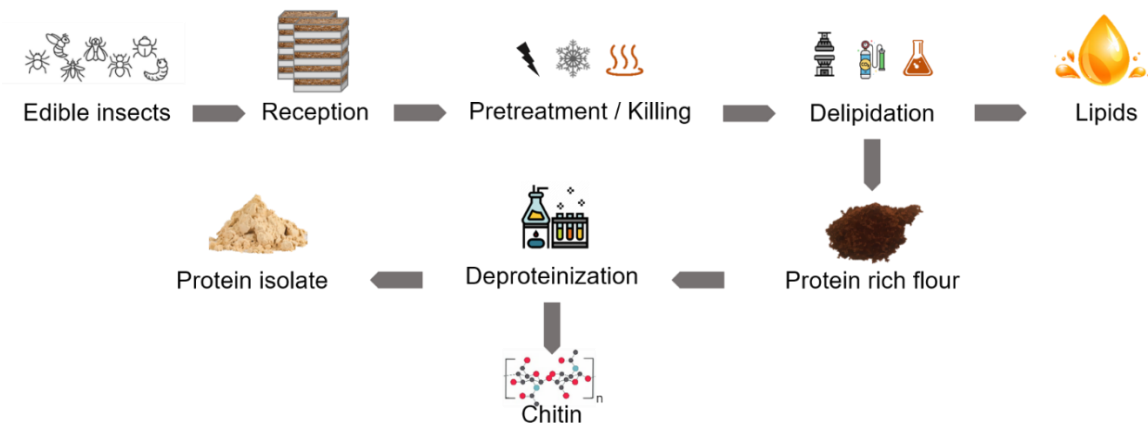 Edible insects
Reception
Pretreatment / Killing
Delipidation
Lipids
Protein isolate
Deproteinization
Protein rich flour
n
Chitin